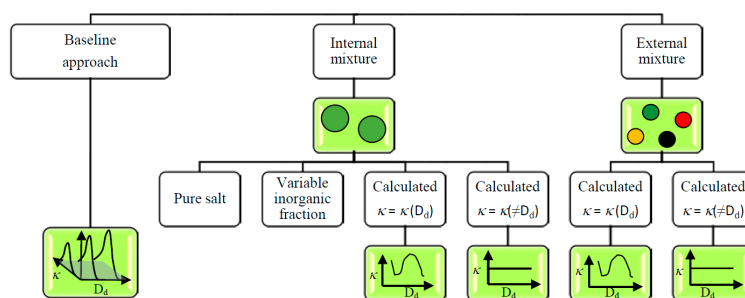 Baseline
approach
Internal
mixture
External
mixture
Pure salt
Variable
inorganic
fraction
Calculated
κ = κ(D_d)
Calculated
κ = κ(≠D_d)
Calculated
κ = κ(D_d)
Calculated
κ = κ(≠D_d)
κ
D_d
κ
D_d
κ
D_d
κ
D_d
κ
D_d